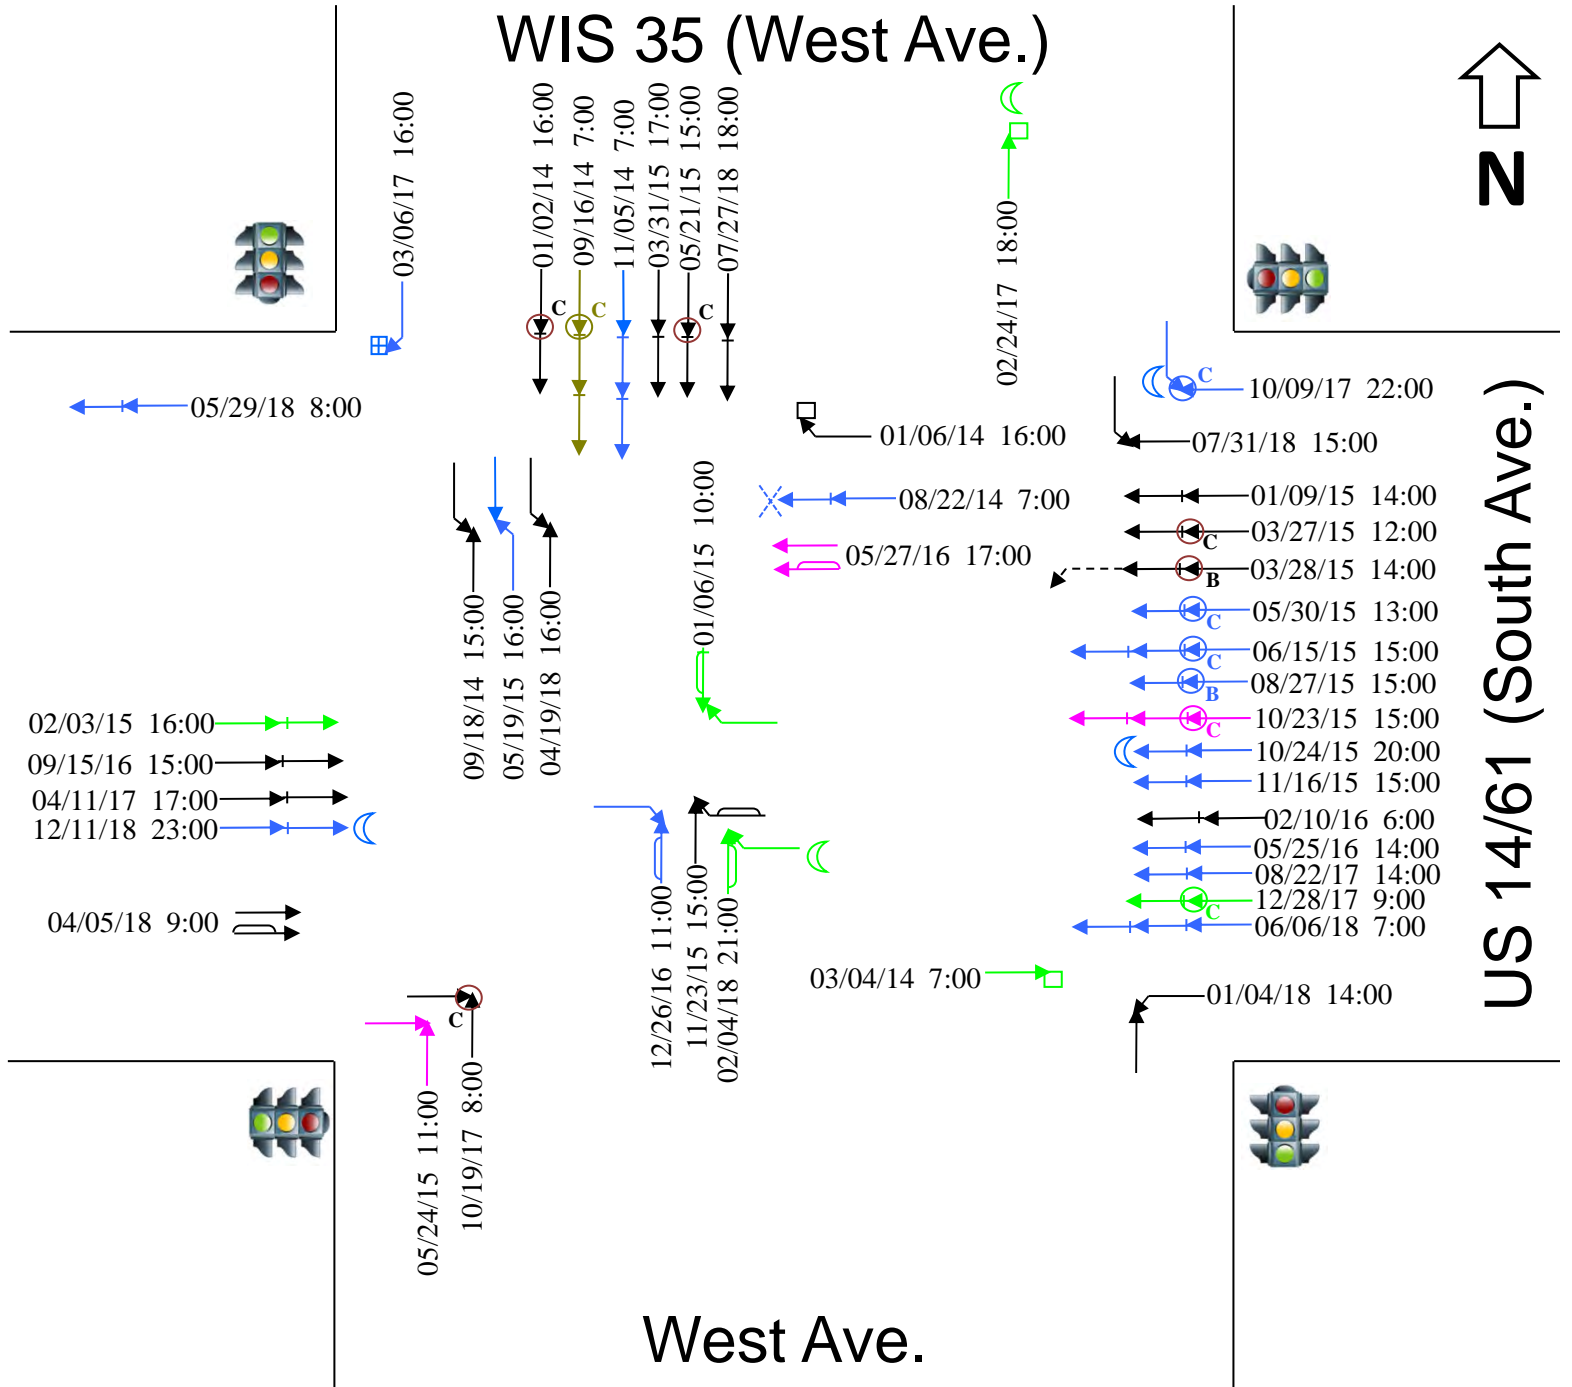 WIS 35 (West Ave.)
N
03/06/17 16:00
01/02/14 16:00
09/16/14 7:00
11/05/14 7:00
03/31/15 17:00
05/21/15 15:00
07/27/18 18:00
02/24/17 18:00
C
C
C
05/29/18 8:00
01/06/14 16:00
08/22/14 7:00
05/27/16 17:00
01/06/15 10:00
C
10/09/17 22:00
07/31/18 15:00
01/09/15 14:00
03/27/15 12:00
C
03/28/15 14:00
B
05/30/15 13:00
C
06/15/15 15:00
C
08/27/15 15:00
B
10/23/15 15:00
C
10/24/15 20:00
11/16/15 15:00
02/10/16 6:00
05/25/16 14:00
08/22/17 14:00
12/28/17 9:00
C
06/06/18 7:00
US 14/61 (South Ave.)
09/18/14 15:00
05/19/15 16:00
04/19/18 16:00
02/03/15 16:00
09/15/16 15:00
04/11/17 17:00
12/11/18 23:00
04/05/18 9:00
12/26/16 11:00
11/23/15 15:00
02/04/18 21:00
03/04/14 7:00
01/04/18 14:00
C
05/24/15 11:00
10/19/17 8:00
West Ave.